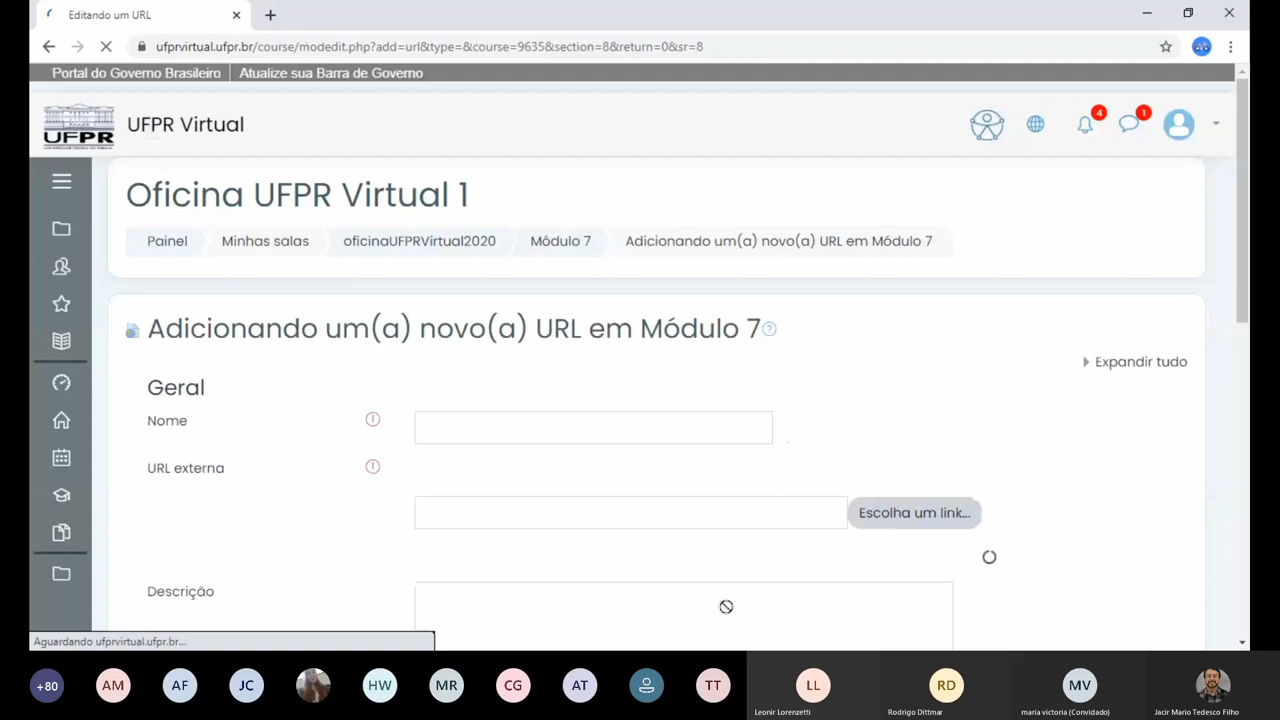 Editando um URL
ufprvirtual.ufpr.br/course/modedit.php?add=url&type=&course=9635&section=8&return=0&sr=8
Portal do Governo Brasileiro
Atualize sua Barra de Governo
UFPR
UFPR Virtual
4
1
Oficina UFPR Virtual 1
Painel
Minhas salas
oficinaUFPRVirtual2020
Módulo 7
Adicionando um(a) novo(a) URL em Módulo 7
Adicionando um(a) novo(a) URL em Módulo 7
Expandir tudo
Geral
Nome
URL externa
Escolha um link...
Descrição
Aguardando ufprvirtual.ufpr.br...
+80
AM
AF
JC
HW
MR
CG
AT
TT
LL
RD
MV
Leonir Lorenzetti
Rodrigo Dittmar
maria victoria (Convidado)
Jacir Mario Tedesco Filho